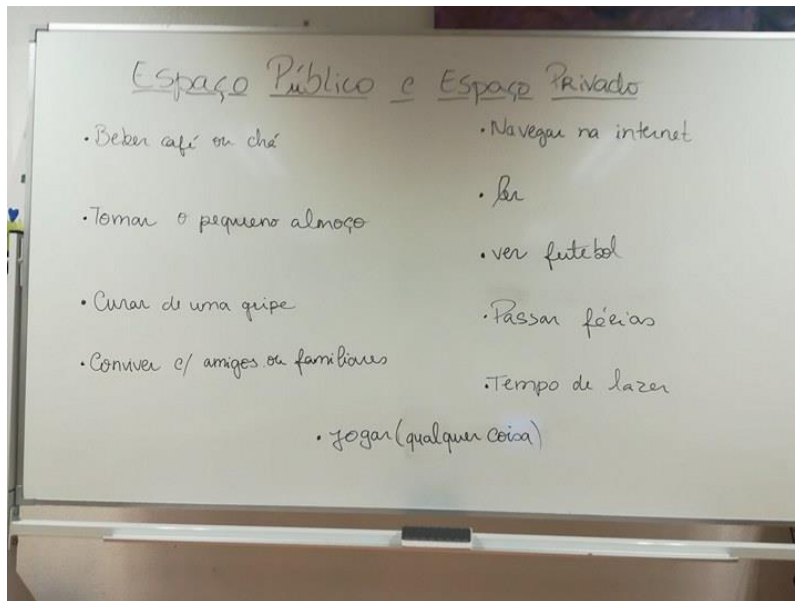 Espaço Público e Espaço Privado
• Beber café ou chá
• Tomar o pequeno almoço
• Curar de uma gripe
• Conviver c/ amigos ou familiares
• Navegar na internet
• ler
• ver futebol
• Passar férias
• Tempo de lazer
• Jogar (qualquer coisa)